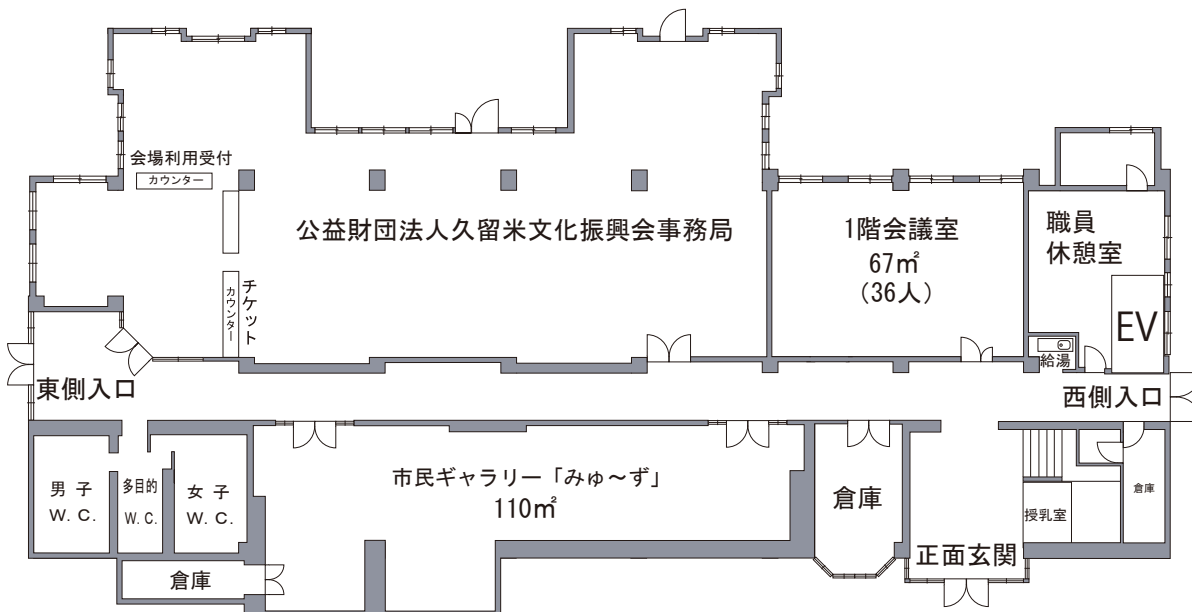 会場利用受付
カウンター
公益財団法人久留米文化振興会事務局
1階会議室
67㎡
(36人)
職員
休憩室
チケット
カウンター
EV
給湯
東側入口
西側入口
男子
W.C.
多目的
W.C.
女子
W.C.
市民ギャラリー「みゅ〜ず」
110㎡
倉庫
授乳室
倉庫
正面玄関
倉庫